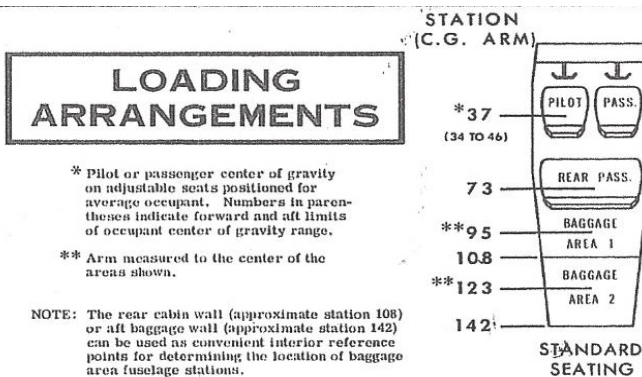 LOADING
ARRANGEMENTS
* Pilot or passenger center of gravity
on adjustable seats positioned for
average occupant. Numbers in paren-
theses indicate forward and aft limits
of occupant center of gravity range.
** Arm measured to the center of the
areas shown.
NOTE: The rear cabin wall (approximate station 108)
or aft baggage wall (approximate station 142)
can be used as convenient interior reference
points for determining the location of baggage
area fuselage stations.
STATION
(C.G. ARM)
*37
(34 TO 46)
73
**95
108
**123
142
PILOT
PASS.
REAR PASS.
BAGGAGE
AREA 1
BAGGAGE
AREA 2
STANDARD
SEATING